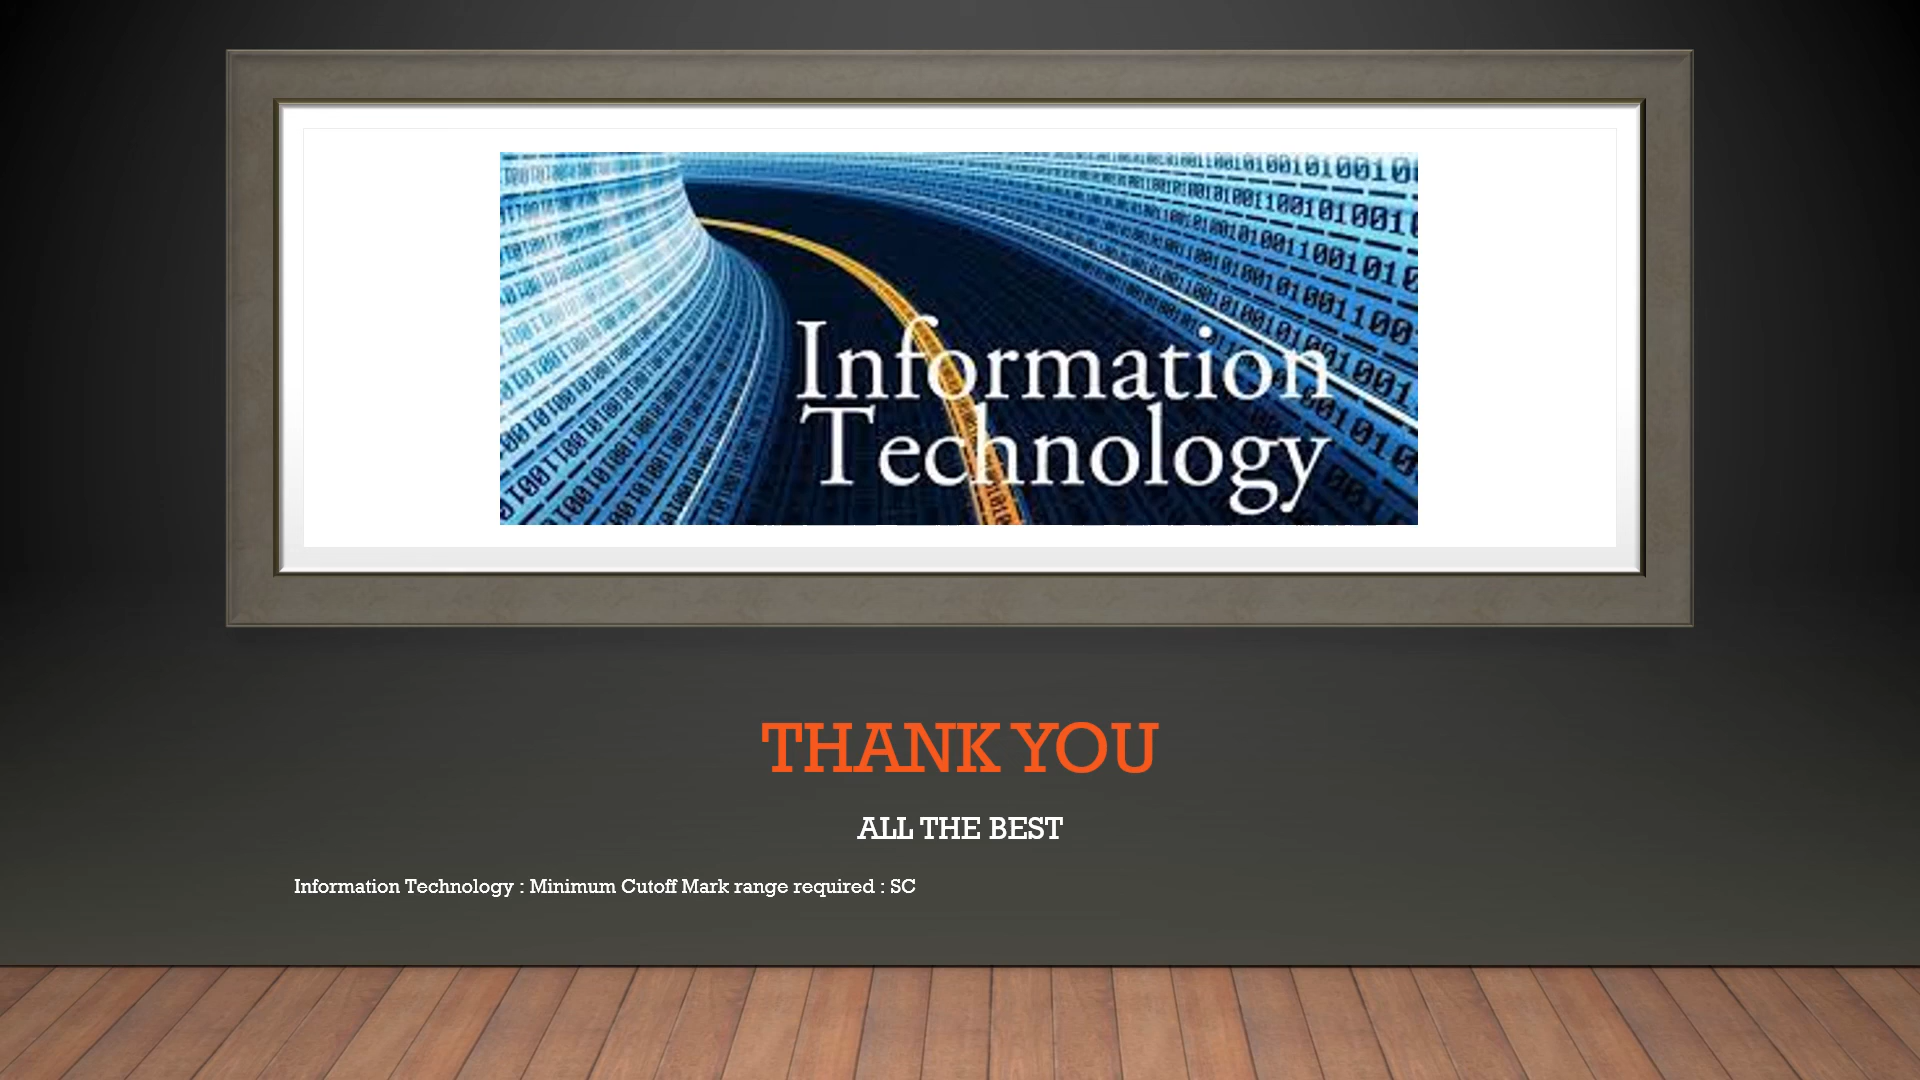 Information
Technology
THANK YOU
ALL THE BEST
Information Technology : Minimum Cutoff Mark range required : SC